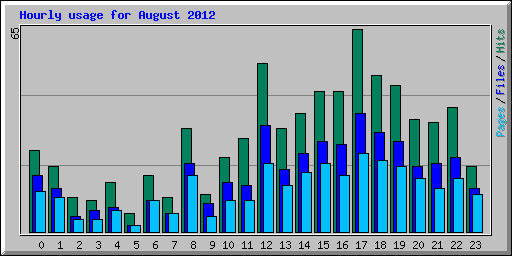 Hourly usage for August 2012
65
Pages/Files/Hits
0 1 2 3 4 5 6 7 8 9 10 11 12 13 14 15 16 17 18 19 20 21 22 23